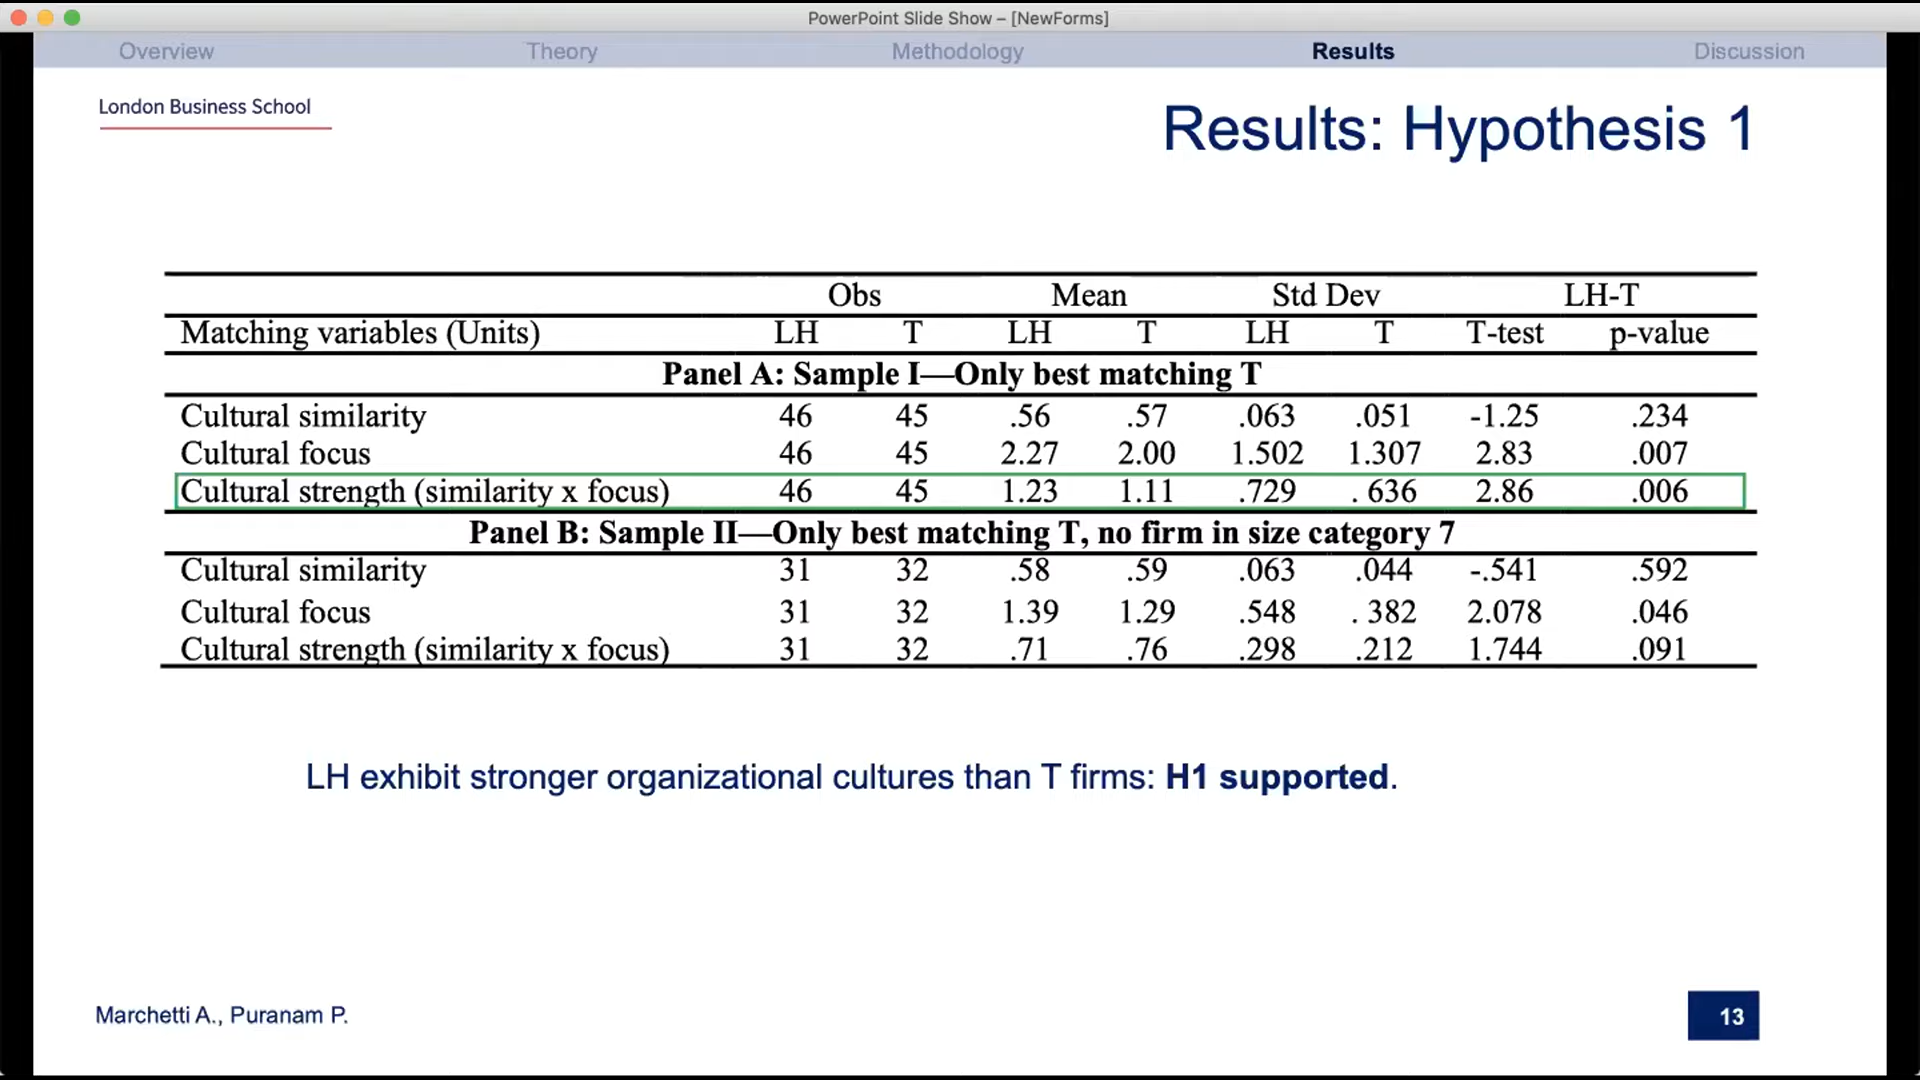 PowerPoint Slide Show – [NewForms]
Overview Theory Methodology Results Discussion
London Business School
Results: Hypothesis 1
Obs Mean Std Dev LH-T
Matching variables (Units) LH T LH T LH T T-test p-value
Panel A: Sample I—Only best matching T
Cultural similarity 46 45 .56 .57 .063 .051 -1.25 .234
Cultural focus 46 45 2.27 2.00 1.502 1.307 2.83 .007
Cultural strength (similarity x focus) 46 45 1.23 1.11 .729 . 636 2.86 .006
Panel B: Sample II—Only best matching T, no firm in size category 7
Cultural similarity 31 32 .58 .59 .063 .044 -.541 .592
Cultural focus 31 32 1.39 1.29 .548 . 382 2.078 .046
Cultural strength (similarity x focus) 31 32 .71 .76 .298 .212 1.744 .091
LH exhibit stronger organizational cultures than T firms: H1 supported.
Marchetti A., Puranam P.
13